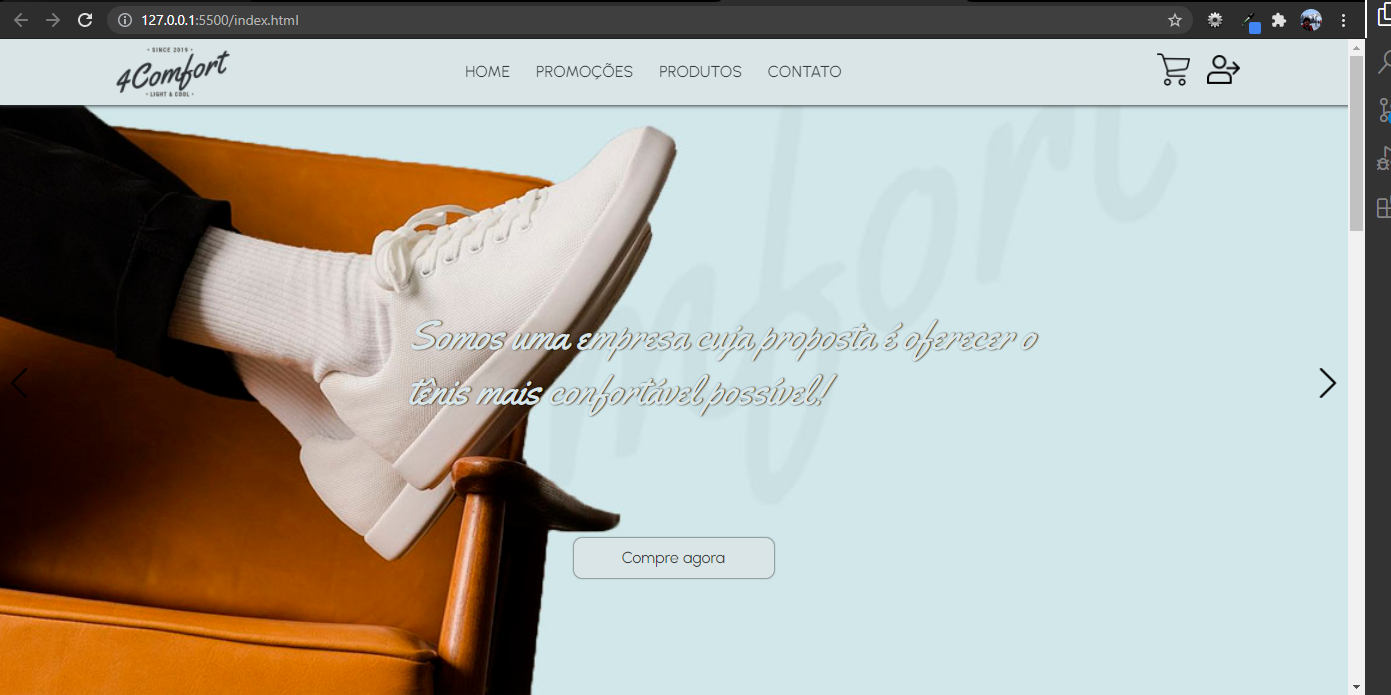 127.0.0.1:5500/index.html
• SINCE 2019 •
4Comfort
• LIGHT & COOL •
HOME PROMOÇÕES PRODUTOS CONTATO
mfort
Somos uma empresa cuja proposta é oferecer o
tênis mais confortável possível!
Compre agora